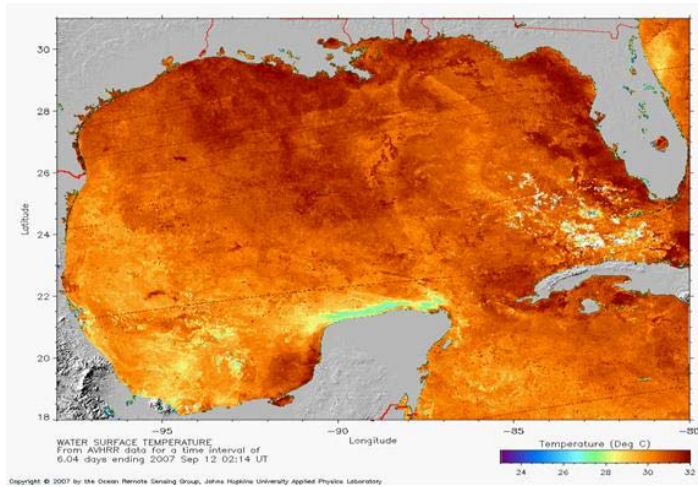 30
28
26
24
22
20
18
Latitude
-95
-90
-85
-80
Longitude
WATER SURFACE TEMPERATURE
From AVHRR data for a time interval of
6.04 days ending 2007 Sep 12 02:14 UT
Temperature (Deg C)
24 26 28 30 32
Copyright © 2007 by the Ocean Remote Sensing Group, Johns Hopkins University Applied Physics Laboratory